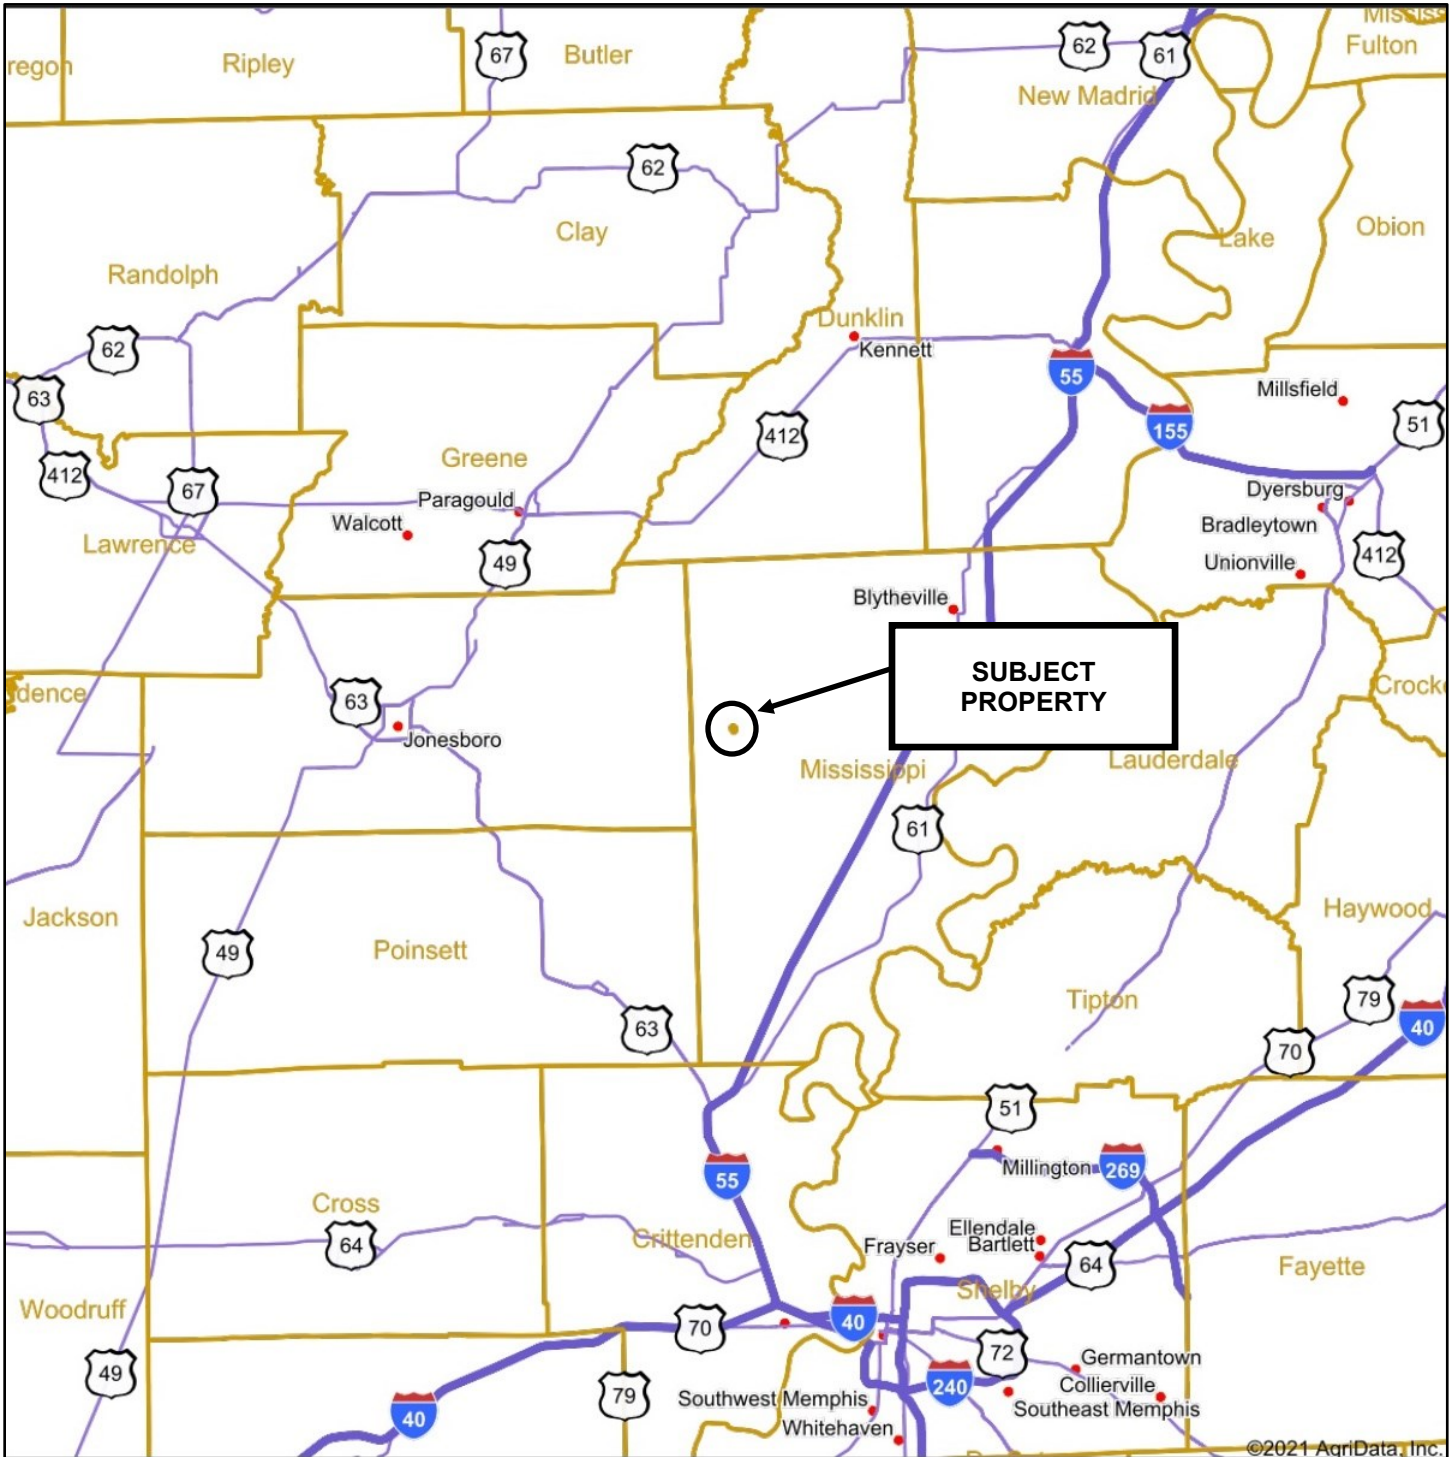 Mississ
Fulton
regon
Ripley
67
Butler
62
61
New Madrid
62
Clay
Lake
Obion
Randolph
Dunklin
Kennett
62
63
55
Millsfield
155
51
412
412
Greene
67
Paragould
Walcott
Dyersburg
Bradleytown
Lawrence
49
412
Unionville
Blytheville
SUBJECT
PROPERTY
dence
63
Crocke
Jonesboro
Mississippi
Lauderdale
61
Jackson
Haywood
49
Poinsett
Tipton
79
40
63
70
51
Millington
269
55
Cross
64
Crittenden
Ellendale
Bartlett
Frayser
64
Fayette
Shelby
Woodruff
70
40
72
49
Germantown
240
Collierville
79
Southwest Memphis
Southeast Memphis
40
Whitehaven
©2021 AgriData, Inc.